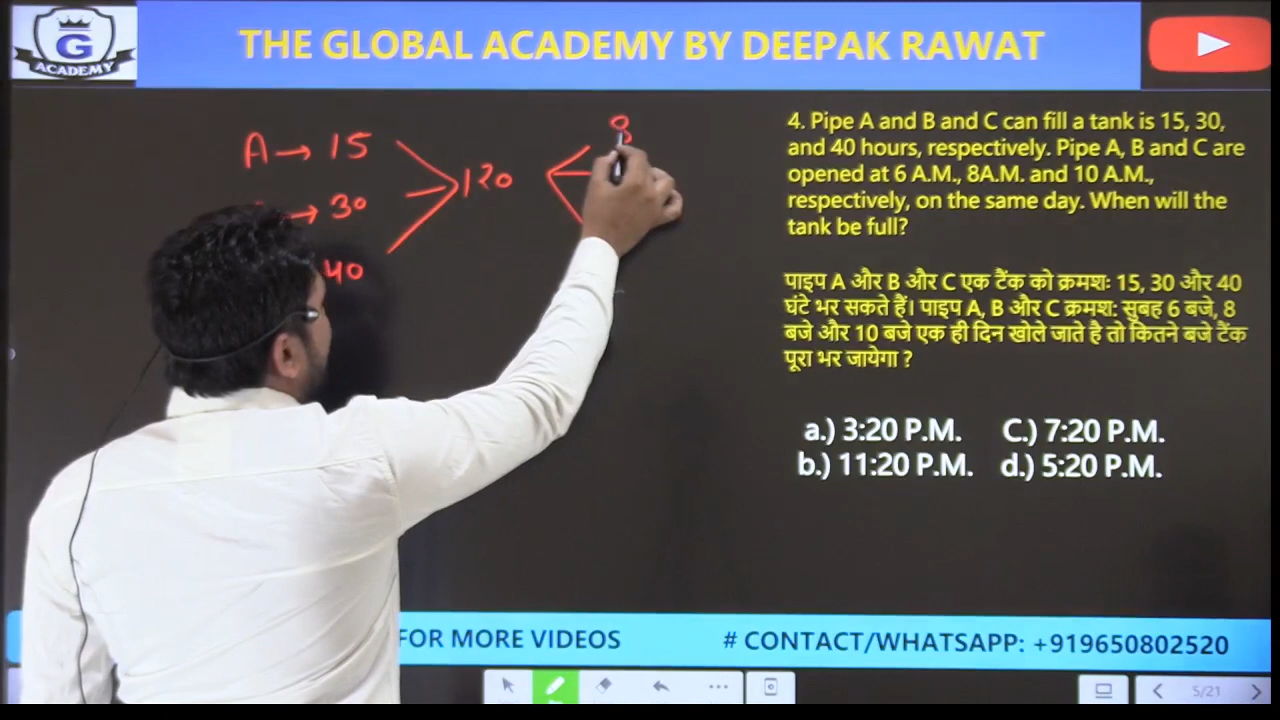 G
ACADEMY
THE GLOBAL ACADEMY BY DEEPAK RAWAT
A → 15
→ 30
40
120
8
4. Pipe A and B and C can fill a tank is 15, 30,
and 40 hours, respectively. Pipe A, B and C are
opened at 6 A.M., 8A.M. and 10 A.M.,
respectively, on the same day. When will the
tank be full?
पाइप A और B और C एक टैंक को क्रमशः 15, 30 और 40
घंटे भर सकते हैं। पाइप A, B और C क्रमश: सुबह 6 बजे, 8
बजे और 10 बजे एक ही दिन खोले जाते है तो कितने बजे टैंक
पूरा भर जायेगा ?
a.) 3:20 P.M. C.) 7:20 P.M.
b.) 11:20 P.M. d.) 5:20 P.M.
FOR MORE VIDEOS # CONTACT/WHATSAPP: +919650802520
5/21